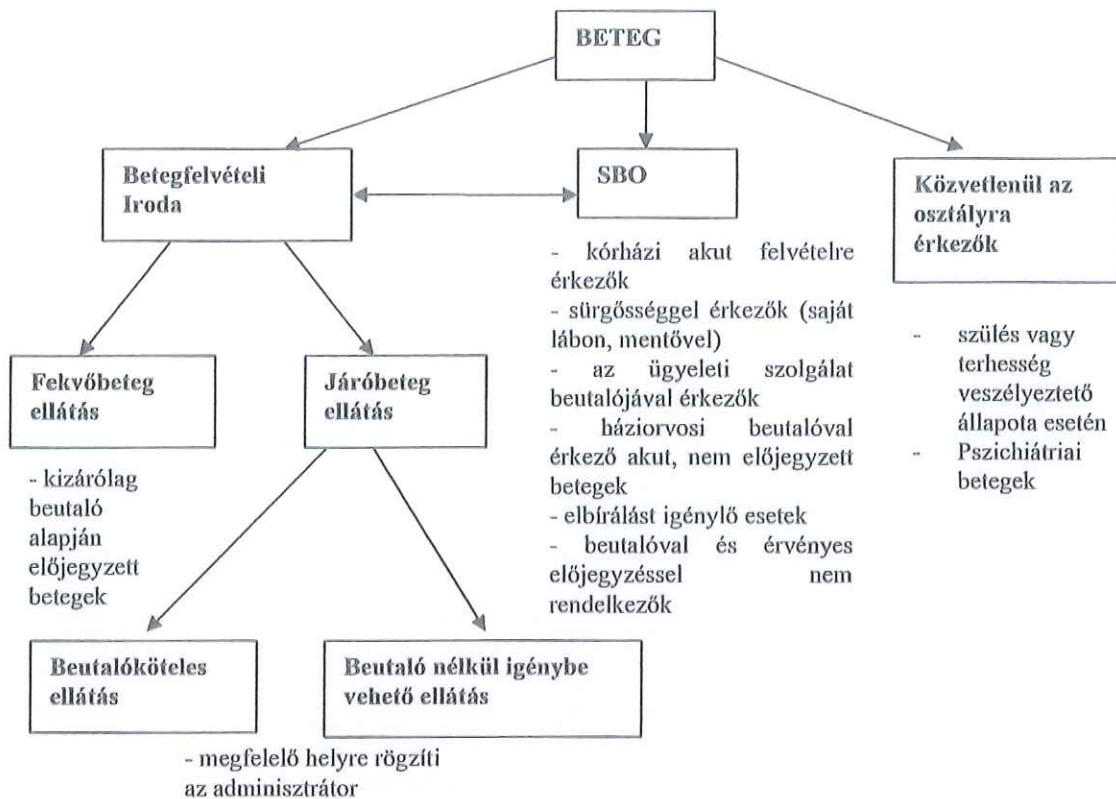 BETEG
Betegfelvételi
Iroda
SBO
Közvetlenül az
osztályra
érkezők
- kórházi akut felvételre
érkezők
- sürgősséggel érkezők (saját
lábon, mentővel)
- az ügyeleti szolgálat
beutalójával érkezők
- háziorvosi beutalóval
érkező akut, nem előjegyzett
betegek
- elbírálást igénylő esetek
- beutalóval és érvényes
előjegyzéssel nem
rendelkezők
- szülés vagy
terhesség
veszélyeztető
állapota esetén
- Pszichiátriai
betegek
Fekvőbeteg
ellátás
Járóbeteg
ellátás
- kizárólag
beutaló
alapján
előjegyzett
betegek
Beutalóköteles
ellátás
Beutaló nélkül igénybe
vehető ellátás
- megfelelő helyre rögzíti
az adminisztrátor